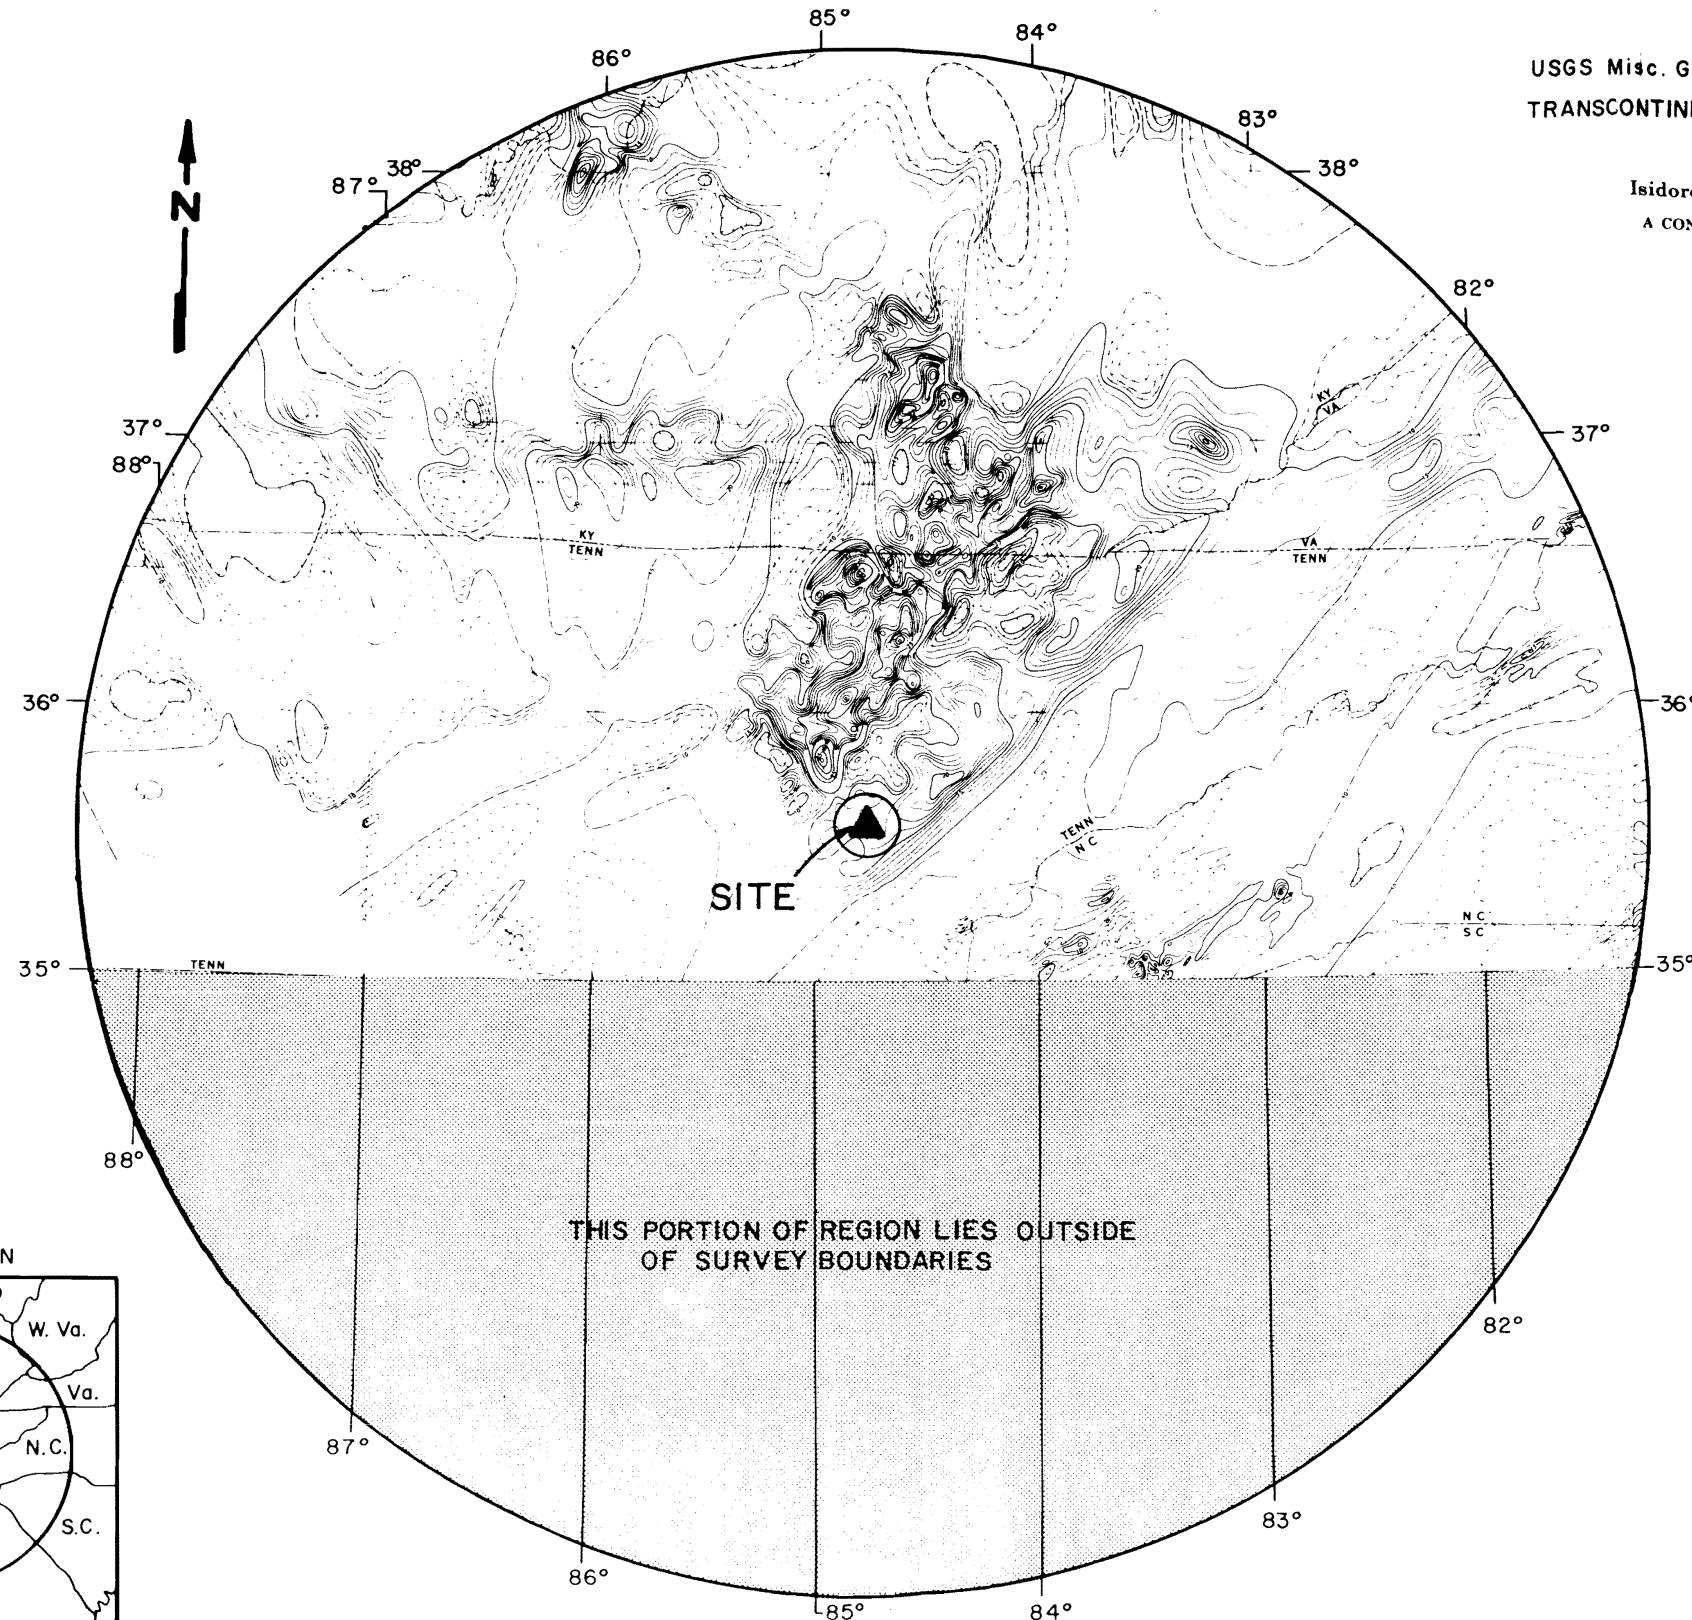 85°
84°
86°
USGS Misc. G
TRANSCONTIN
83°
38°
87°
38°
N
Isidor
A CON
82°
KY
VA
37°
37°
88°
KY
TENN
VA
TENN
36°
36°
TENN
N C
SITE
N C
S C
TENN
35°
35°
88°
THIS PORTION OF REGION LIES OUTSIDE
OF SURVEY BOUNDARIES
N
W. Va.
82°
Va.
N.C.
87°
S.C.
83°
86°
85°
84°